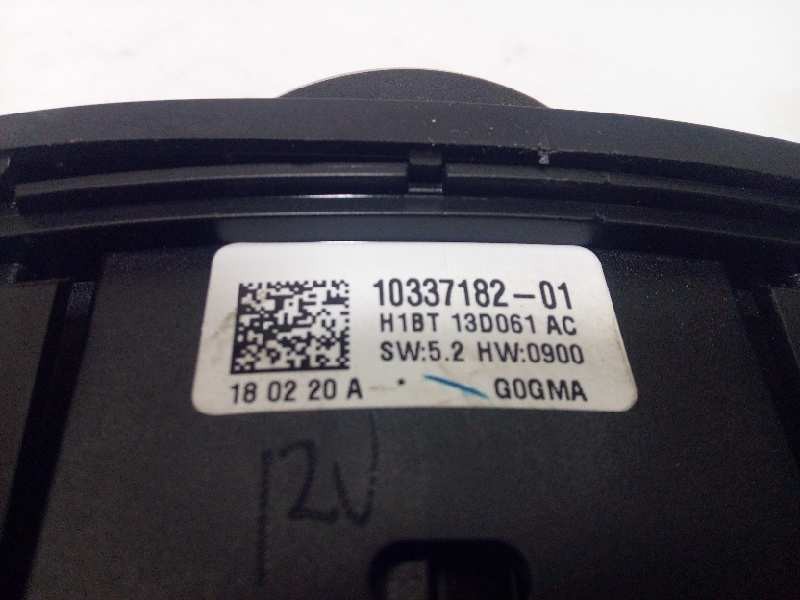 10337182-01
H1BT 13D061 AC
SW:5.2 HW:0900
18 02 20 A G0GMA
12V